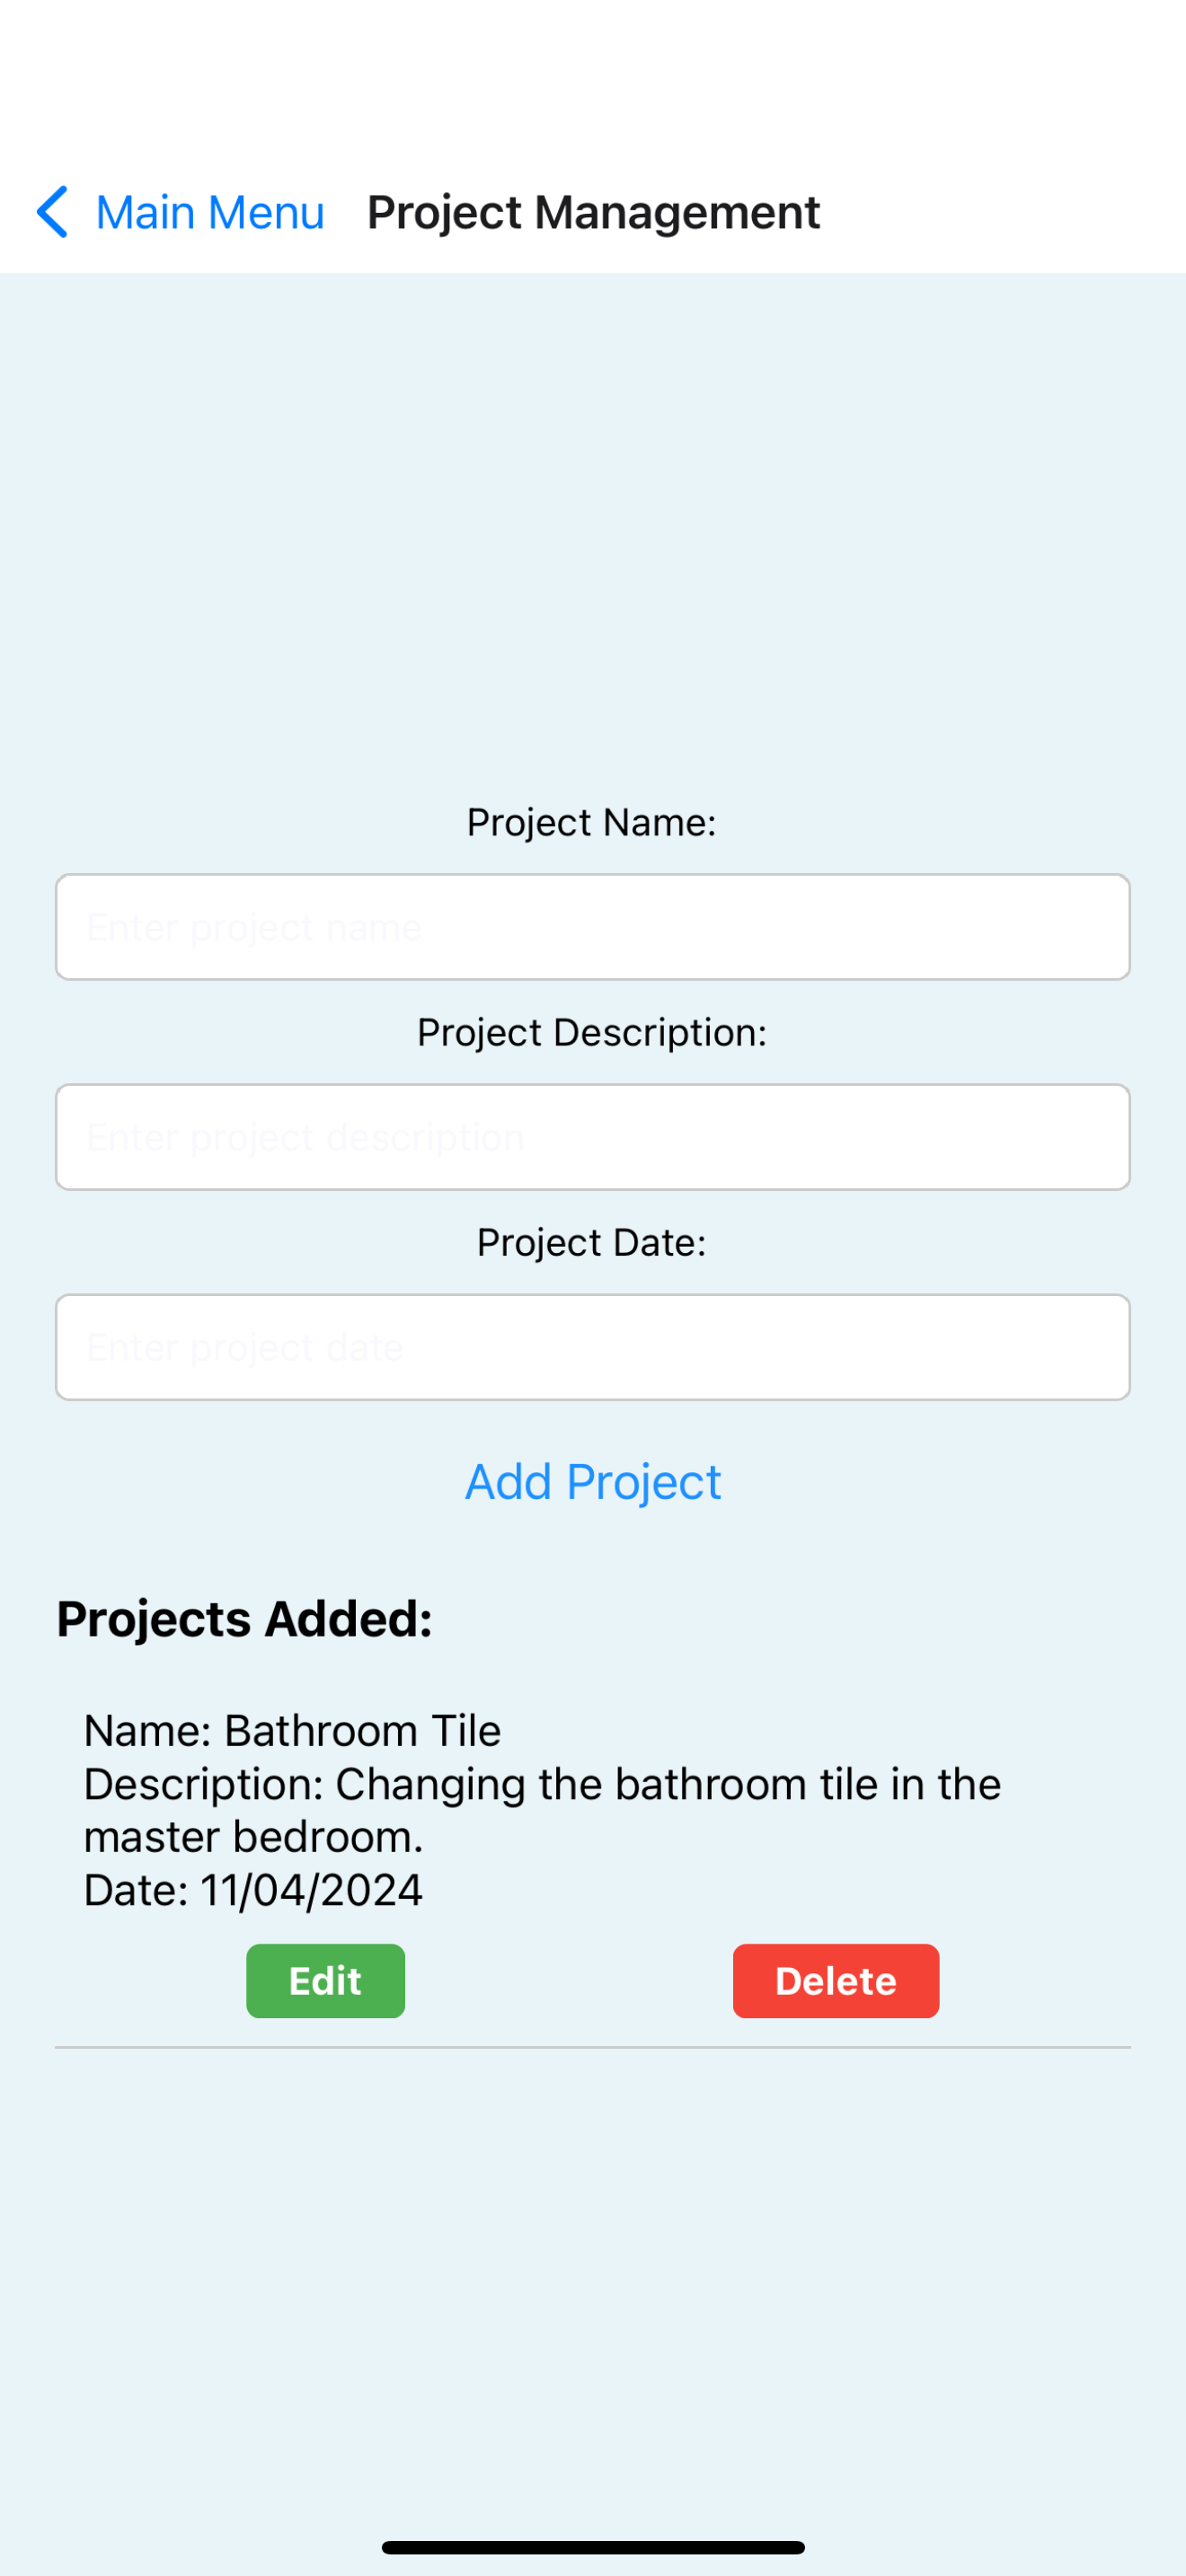 Main Menu Project Management
Project Name:
Enter project name
Project Description:
Enter project description
Project Date:
Enter project date
Add Project
Projects Added:
Name: Bathroom Tile
Description: Changing the bathroom tile in the
master bedroom.
Date: 11/04/2024
Edit Delete